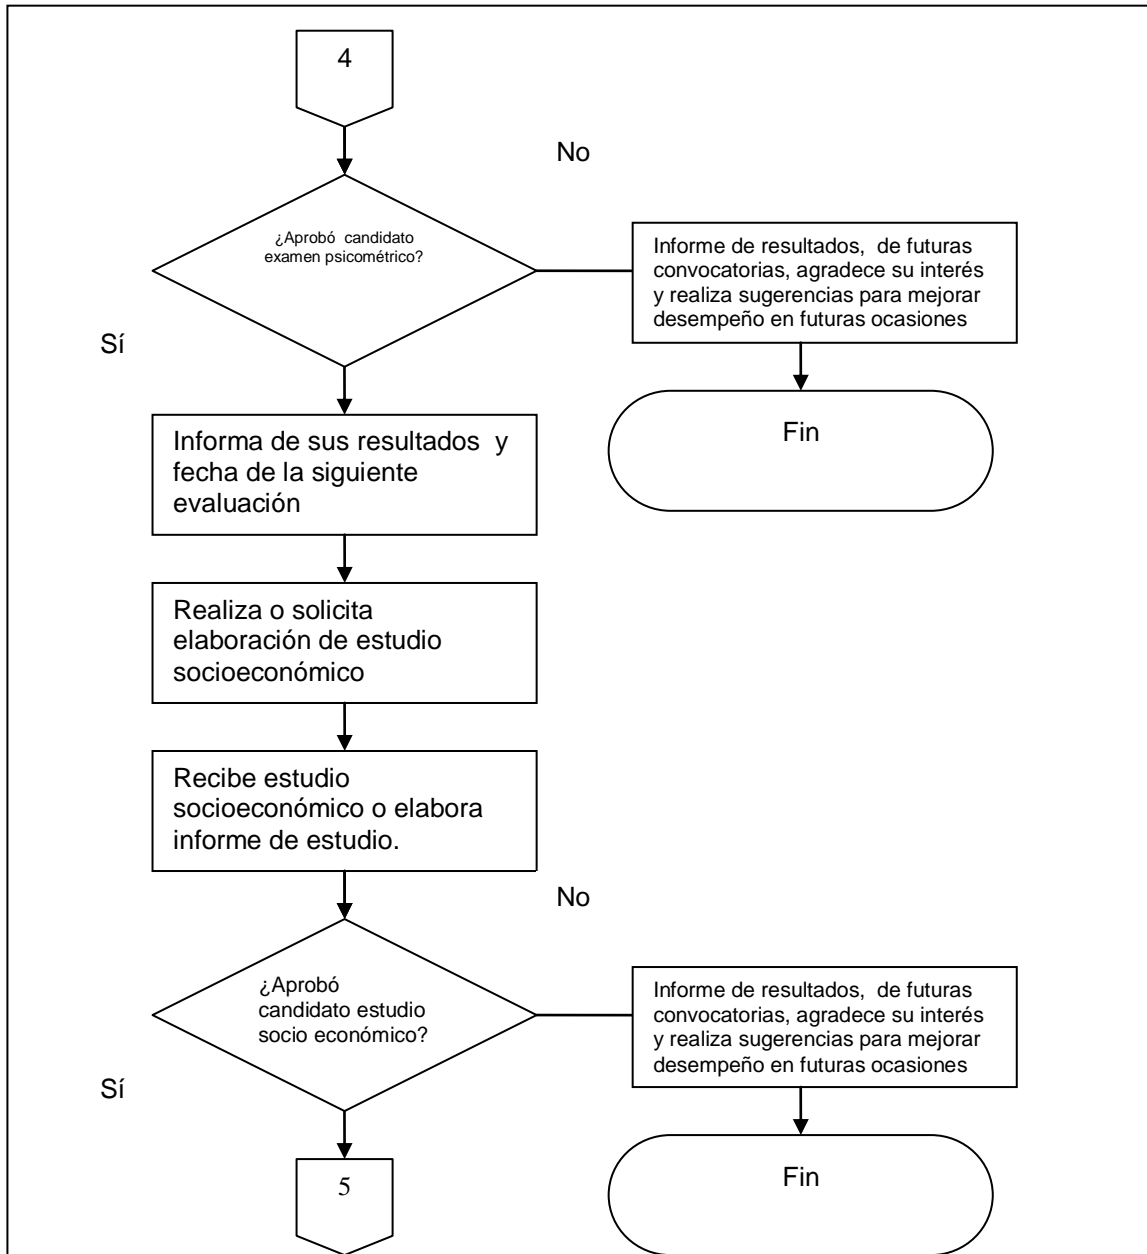 4
No
¿Aprobó candidato
examen psicométrico?
Informe de resultados, de futuras
convocatorias, agradece su interés
y realiza sugerencias para mejorar
desempeño en futuras ocasiones
Sí
Fin
Informa de sus resultados y
fecha de la siguiente
evaluación
Realiza o solicita
elaboración de estudio
socioeconómico
Recibe estudio
socioeconómico o elabora
informe de estudio.
No
¿Aprobó
candidato estudio
socio económico?
Informe de resultados, de futuras
convocatorias, agradece su interés
y realiza sugerencias para mejorar
desempeño en futuras ocasiones
Sí
Fin
5